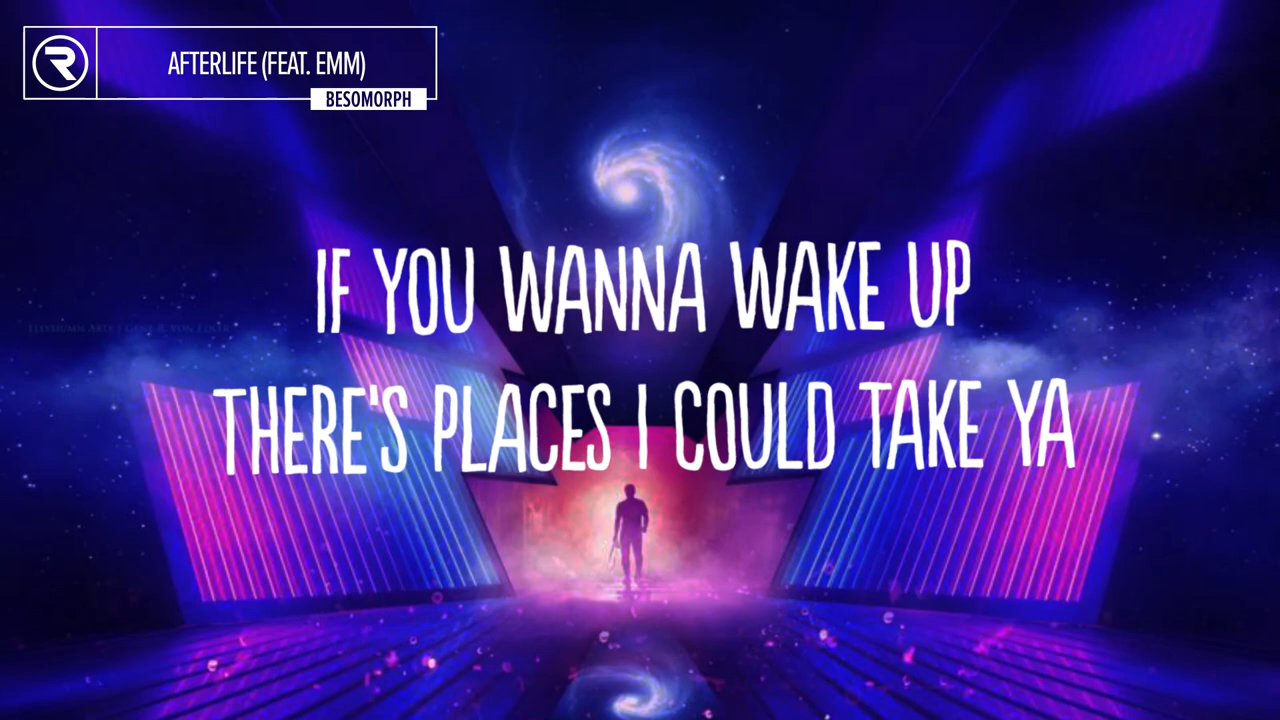 AFTERLIFE (FEAT. EMM)
BESOMORPH
IF YOU WANNA WAKE UP
THERE'S PLACES I COULD TAKE YA